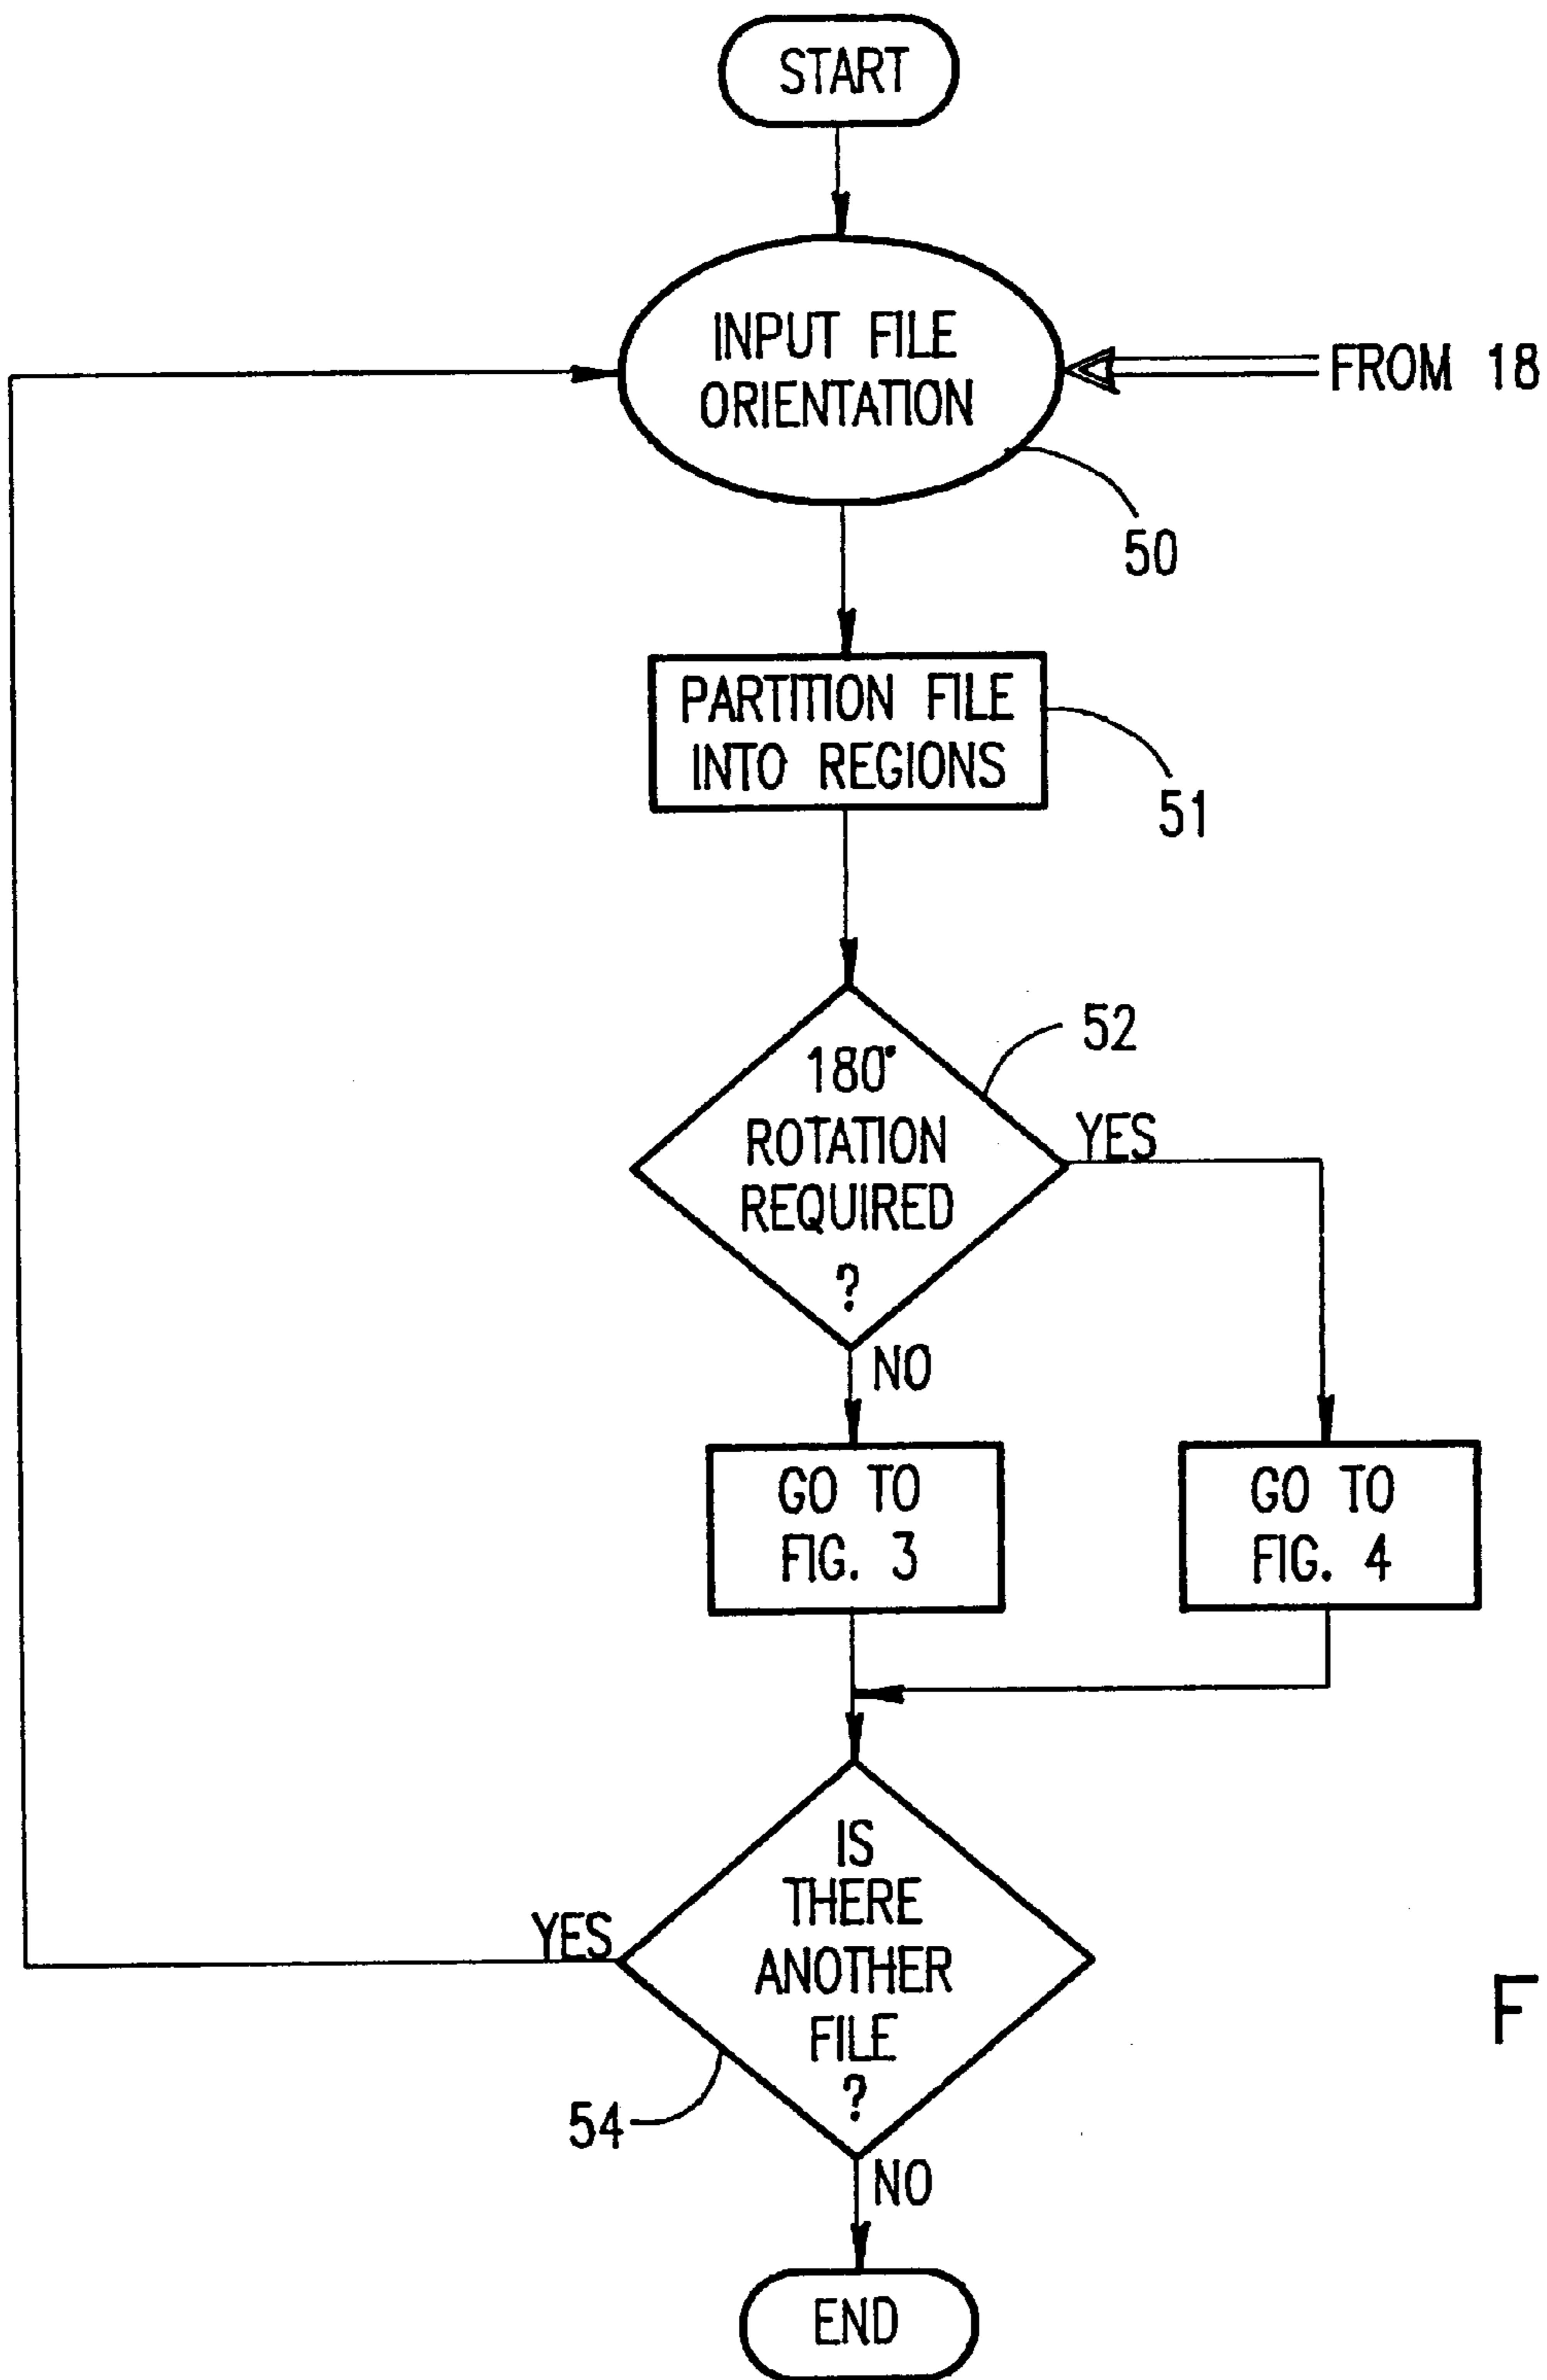 START
INPUT FILE
ORIENTATION
FROM 18
50
PARTITION FILE
INTO REGIONS
51
52
180°
ROTATION
REQUIRED
?
YES
NO
GO TO
FIG. 3
GO TO
FIG. 4
IS
THERE
ANOTHER
FILE
?
YES
54
NO
END
F